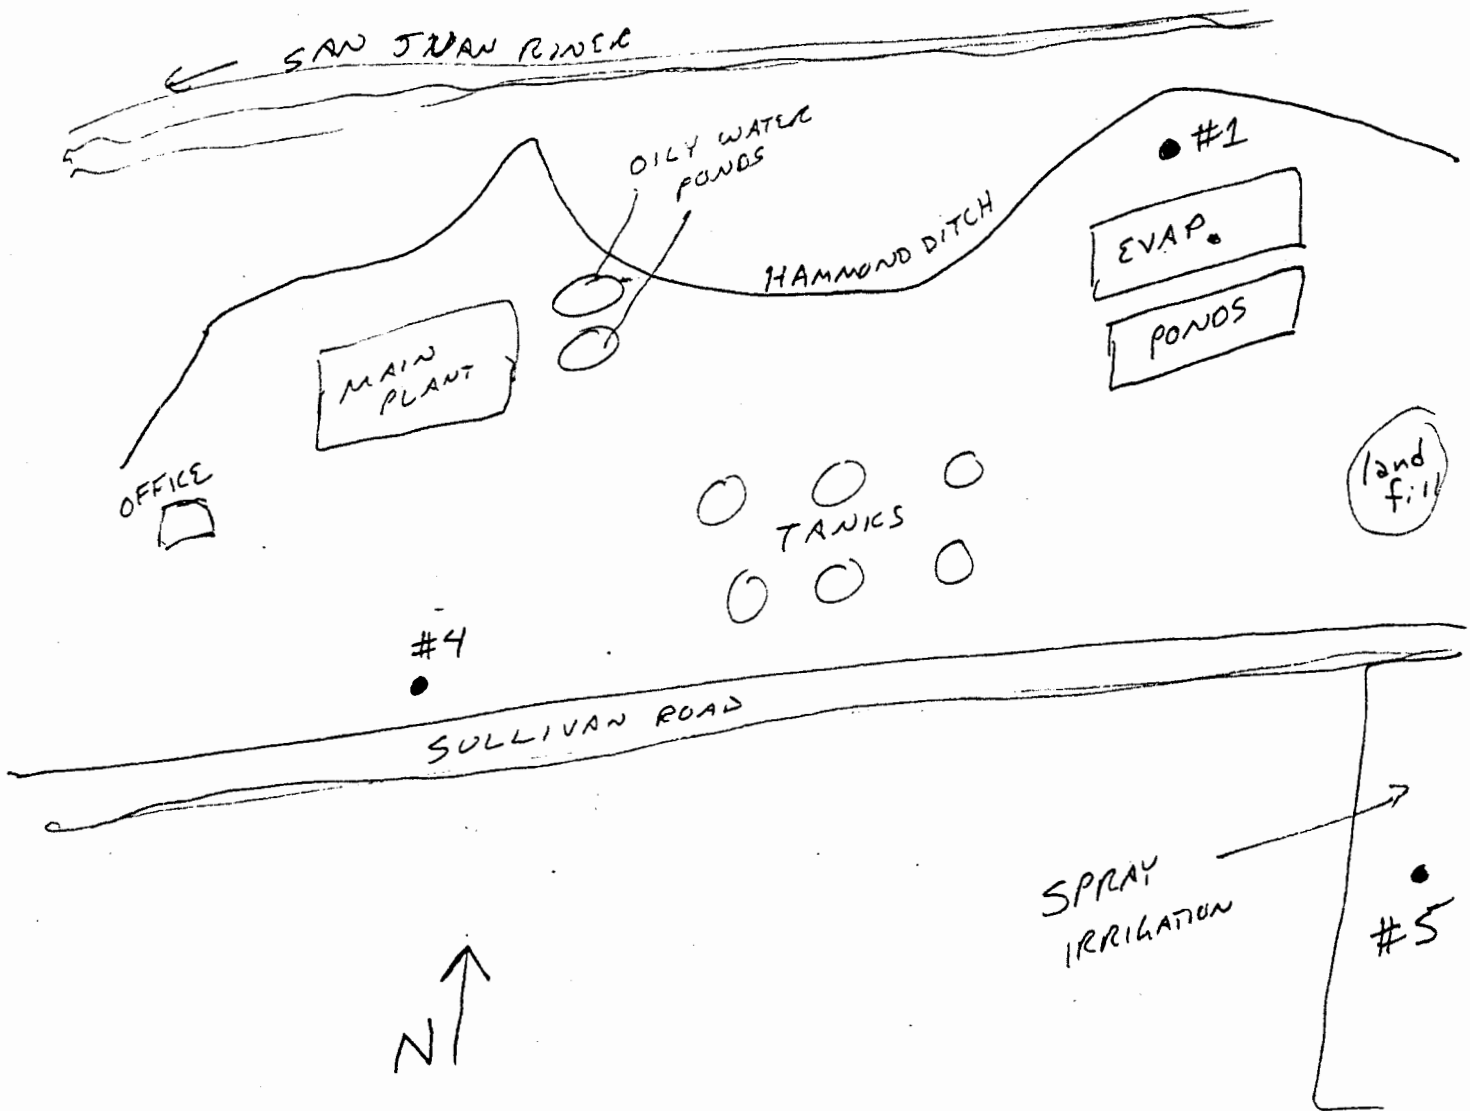 SAN JUAN RIVER
OILY WATER
PONDS
#1
HAMMOND DITCH
EVAP.
PONDS
MAIN
PLANT
land
fill
OFFICE
TANKS
#4
SULLIVAN ROAD
SPRAY
IRRIGATION
#5
N